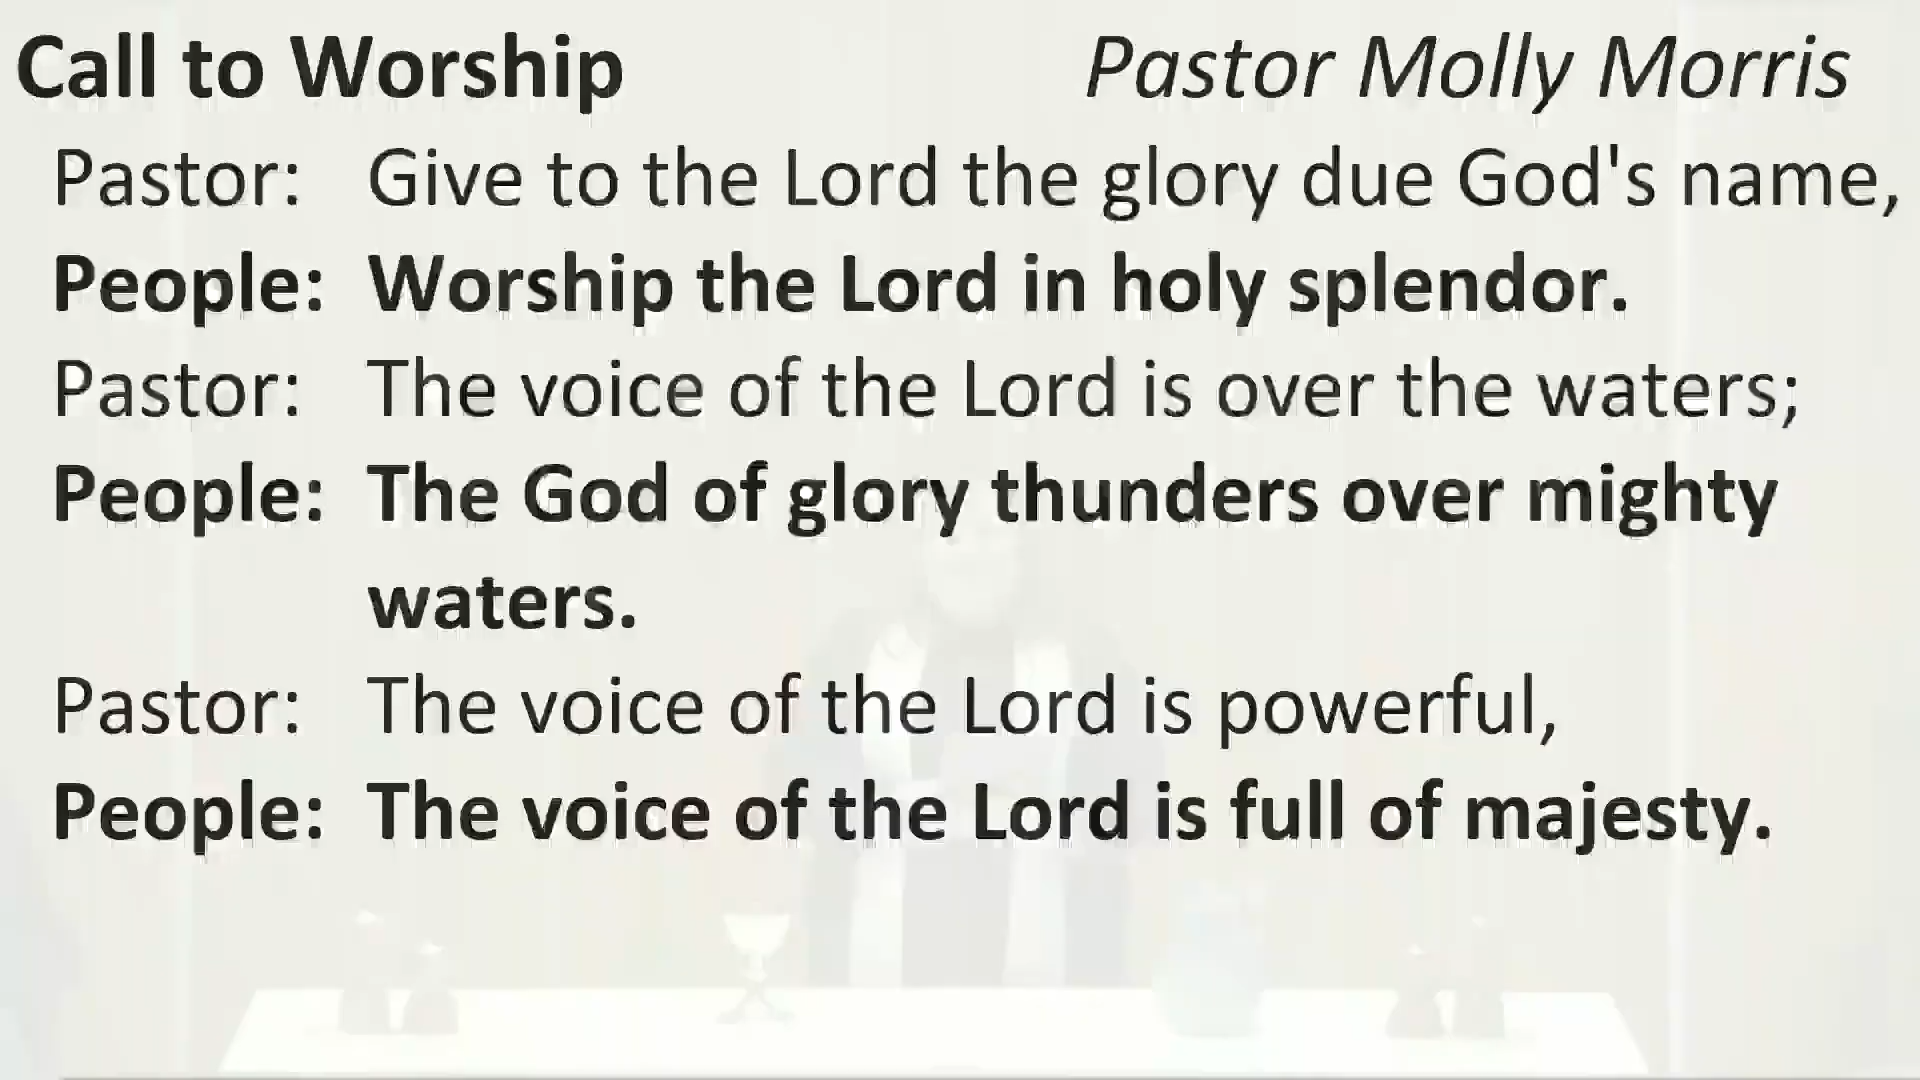 Call to Worship Pastor Molly Morris
Pastor: Give to the Lord the glory due God's name,
People: Worship the Lord in holy splendor.
Pastor: The voice of the Lord is over the waters;
People: The God of glory thunders over mighty
waters.
Pastor: The voice of the Lord is powerful,
People: The voice of the Lord is full of majesty.